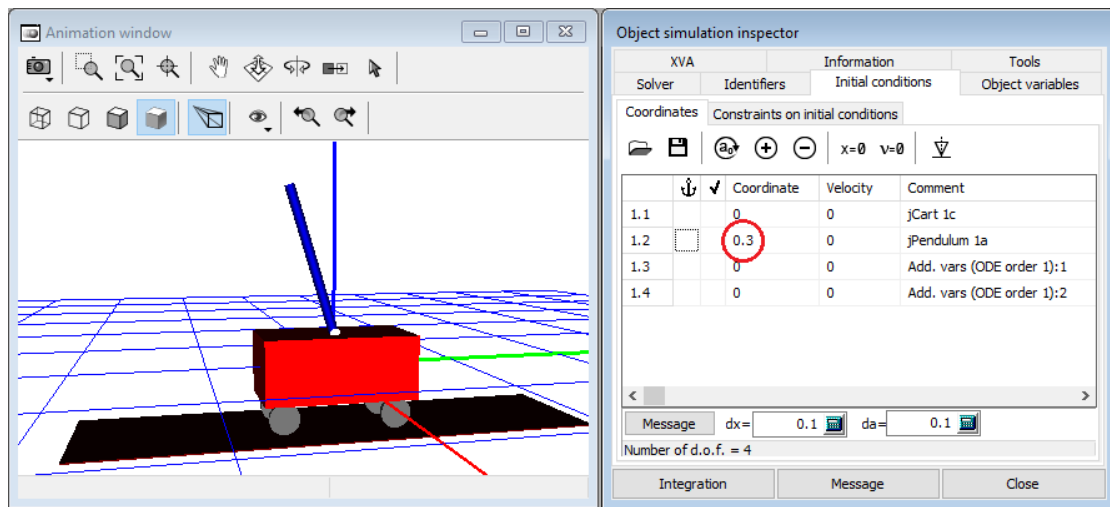 Animation window
Object simulation inspector
XVA Information Tools
Solver Identifiers Initial conditions Object variables
Coordinates Constraints on initial conditions
x=0 v=0
Coordinate Velocity Comment
1.1 0 0 jCart 1c
1.2 0.3 0 jPendulum 1a
1.3 0 0 Add. vars (ODE order 1):1
1.4 0 0 Add. vars (ODE order 1):2
Message dx= 0.1 da= 0.1
Number of d.o.f. = 4
Integration Message Close